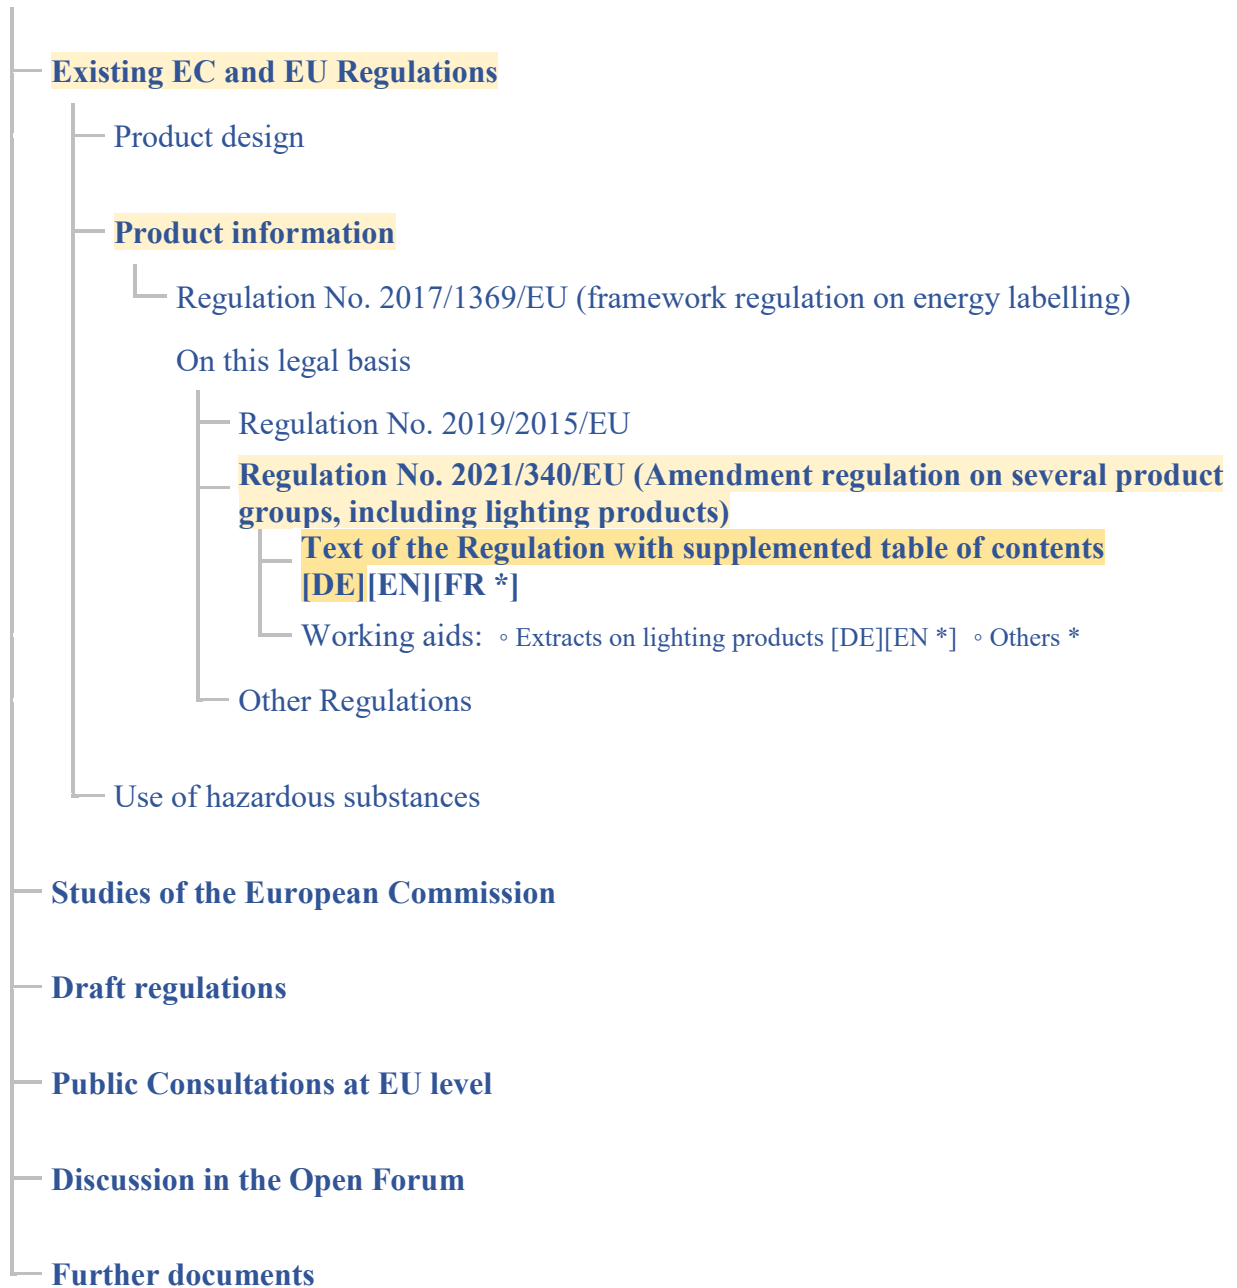 Existing EC and EU Regulations
Product design
Product information
Regulation No. 2017/1369/EU (framework regulation on energy labelling)
On this legal basis
Regulation No. 2019/2015/EU
Regulation No. 2021/340/EU (Amendment regulation on several product
groups, including lighting products)
Text of the Regulation with supplemented table of contents
[DE][EN][FR *]
Working aids: ◦ Extracts on lighting products [DE][EN *] ◦ Others *
Other Regulations
Use of hazardous substances
Studies of the European Commission
Draft regulations
Public Consultations at EU level
Discussion in the Open Forum
Further documents